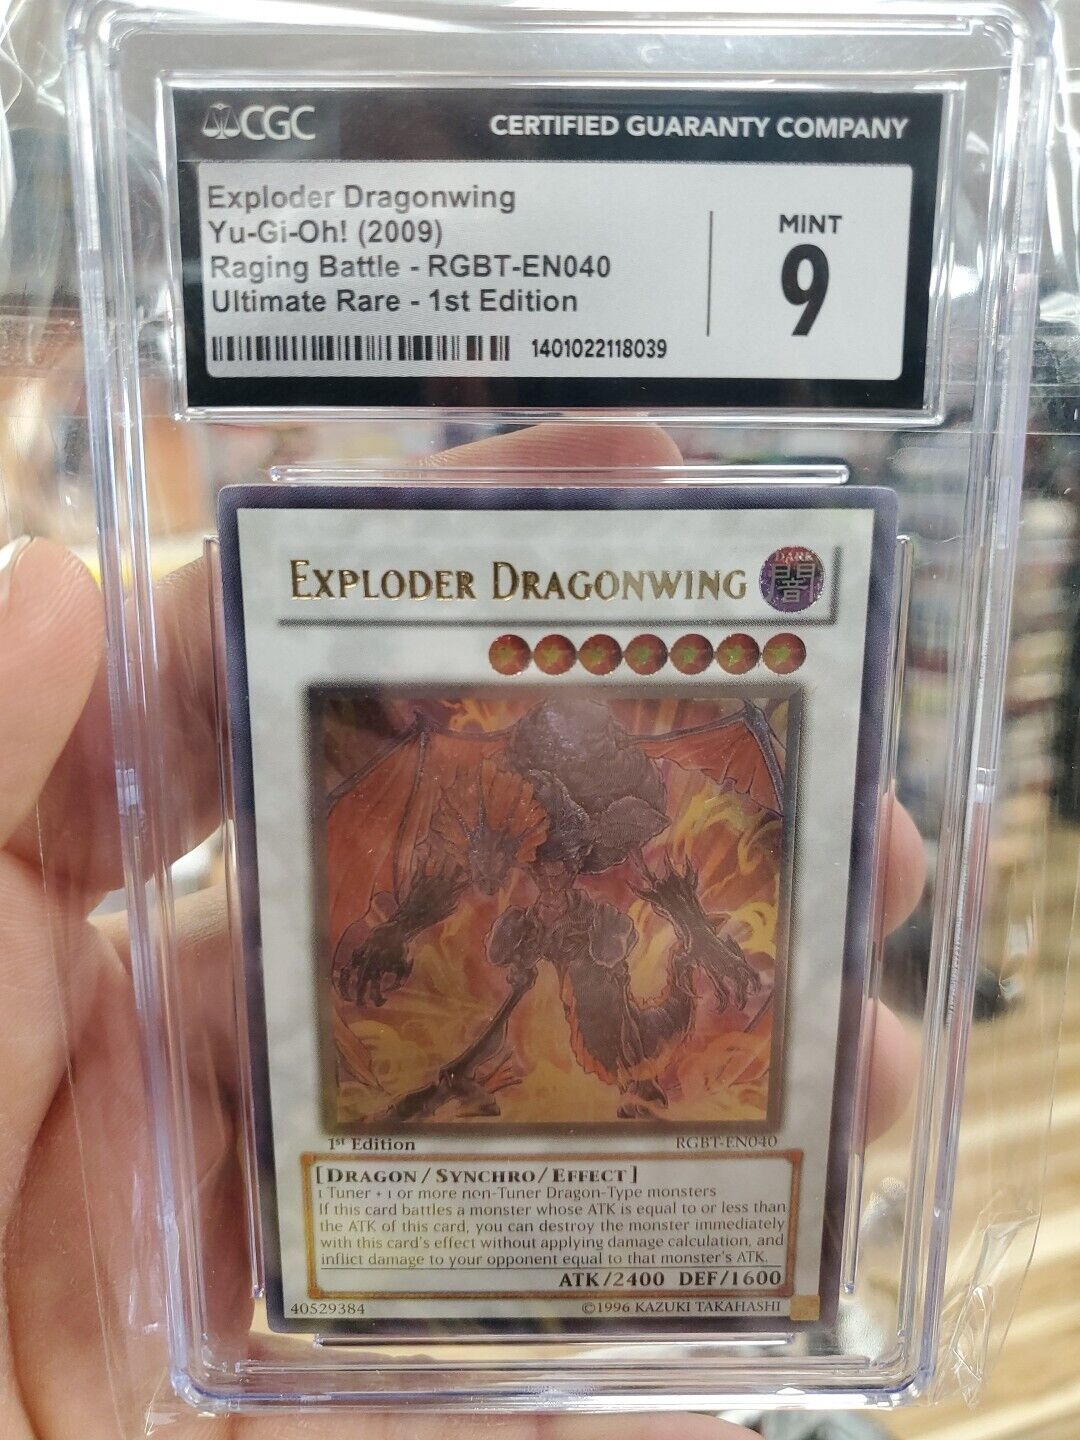 CGC CERTIFIED GUARANTY COMPANY
Exploder Dragonwing
Yu-Gi-Oh! (2009)
Raging Battle - RGBT-EN040
Ultimate Rare - 1st Edition
1401022118039
MINT
9
EXPLODER DRAGONWING
DARK
闇
1st Edition RGBT-EN040
[DRAGON/SYNCHRO/EFFECT]
1 Tuner + 1 or more non-Tuner Dragon-Type monsters
If this card battles a monster whose ATK is equal to or less than
the ATK of this card, you can destroy the monster immediately
with this card's effect without applying damage calculation, and
inflict damage to your opponent equal to that monster's ATK.
ATK/2400 DEF/1600
40529384 ©1996 KAZUKI TAKAHASHI